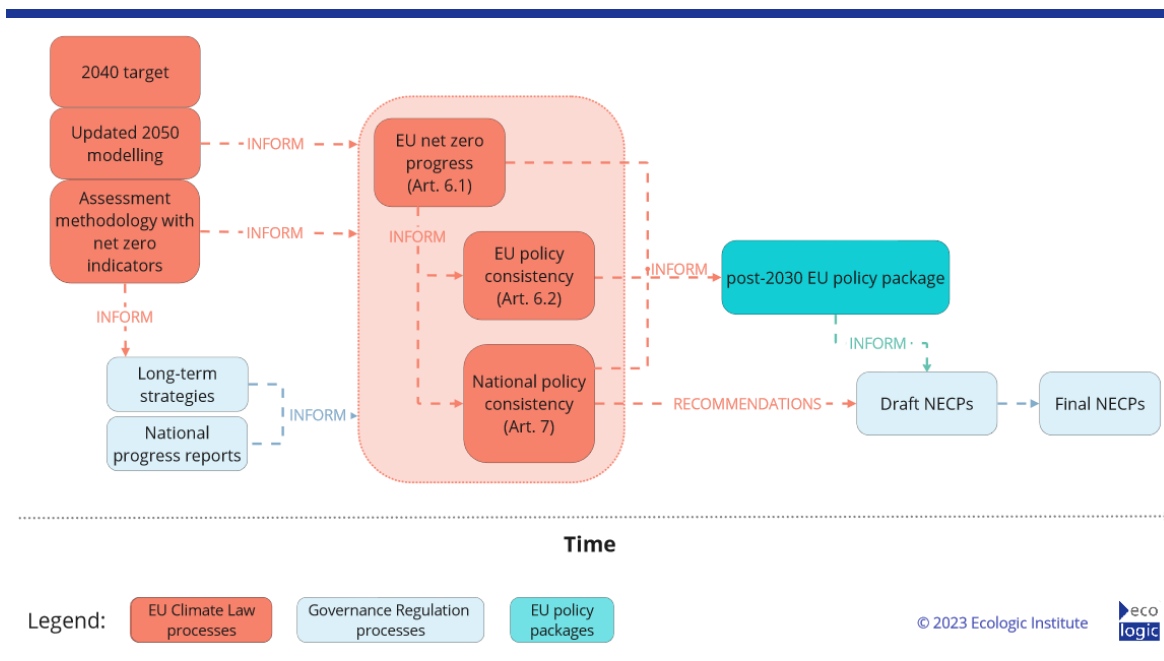 2040 target
Updated 2050
modelling
Assessment
methodology with
net zero
indicators
INFORM
INFORM
INFORM
Long-term
strategies
National
progress reports
INFORM
EU net zero
progress
(Art. 6.1)
INFORM
EU policy
consistency
(Art. 6.2)
National policy
consistency
(Art. 7)
INFORM
post-2030 EU policy package
INFORM
RECOMMENDATIONS
Draft NECPs
Final NECPs
Time
Legend:
EU Climate Law
processes
Governance Regulation
processes
EU policy
packages
© 2023 Ecologic Institute
eco
logic